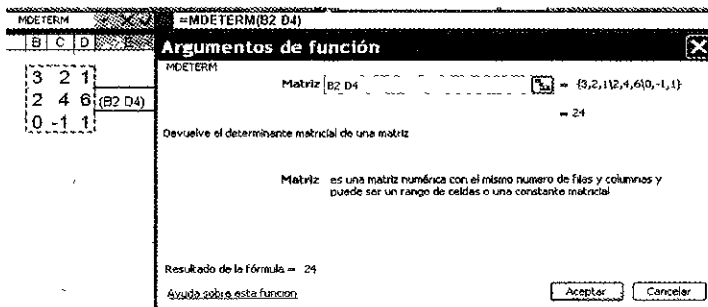 MDETERM =MDETERM(B2 D4)
B C D E
Argumentos de función
MDETERM
3 2 1
Matriz B2 D4 = {3,2,1\2,4,6\0,-1,1}
2 4 6 (B2 D4)
= 24
0 -1 1
Devuelve el determinante matricial de una matriz
Matriz es una matriz numérica con el mismo numero de filas y columnas y
puede ser un rango de celdas o una constante matricial
Resultado de la fórmula = 24
Ayuda sobre esta funcion Aceptar Cancelar